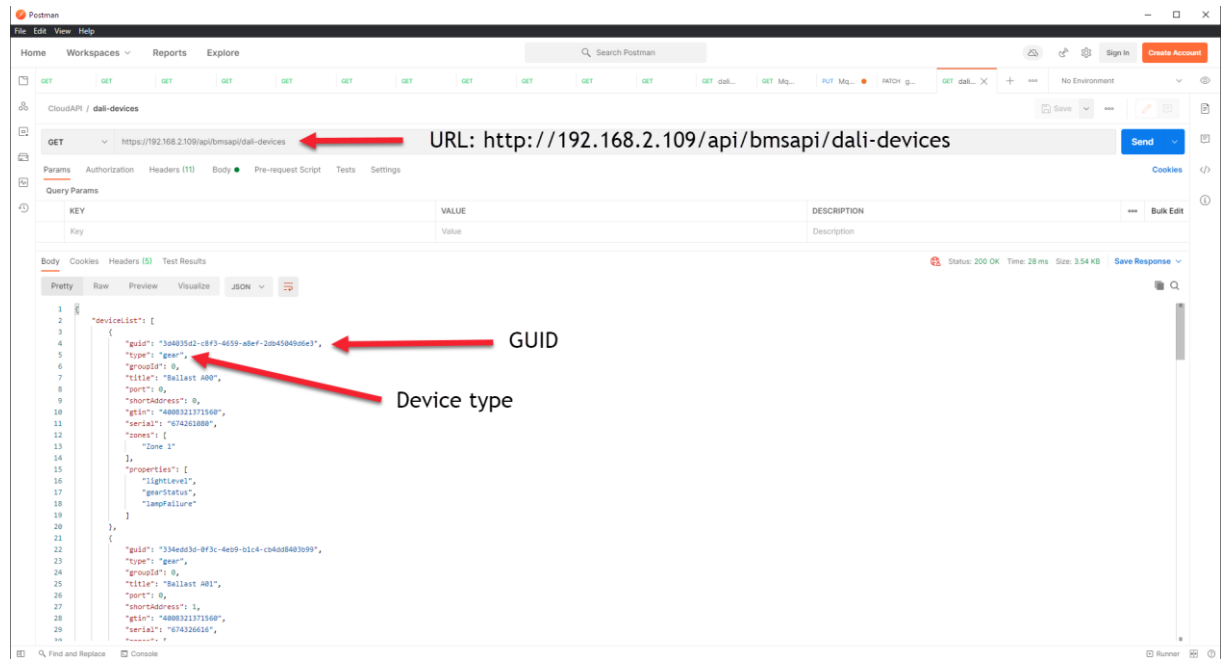 Postman
File Edit View Help
Home Workspaces Reports Explore Search Postman Sign In Create Account
GET GET GET GET GET GET GET GET GET GET GET GET dali... GET Mq... PUT Mq... PATCH g... GET dali... No Environment
CloudAPI / dali-devices Save
GET https://192.168.2.109/api/bmsapi/dali-devices URL: http://192.168.2.109/api/bmsapi/dali-devices Send
Params Authorization Headers (11) Body Pre-request Script Tests Settings Cookies
Query Params
KEY VALUE DESCRIPTION Bulk Edit
Key Value Description
Body Cookies Headers (5) Test Results Status: 200 OK Time: 28 ms Size: 3.54 KB Save Response
Pretty Raw Preview Visualize JSON
1 {
2 "deviceList": [
3 {
4 "guid": "3d4035d2-c8f3-4659-a8ef-2db45049d6e3", GUID
5 "type": "gear",
6 "groupId": 0,
7 "title": "Ballast A00",
8 "port": 0,
Device type
9 "shortAddress": 0,
10 "gtin": "4008321371560",
11 "serial": "674261080",
12 "zones": [
13 "Zone 1"
14 ],
15 "properties": [
16 "lightLevel",
17 "gearStatus",
18 "lampFailure"
19 ]
20 },
21 {
22 "guid": "334edd3d-0f3c-4eb9-b1c4-cb4dd8403b99",
23 "type": "gear",
24 "groupId": 0,
25 "title": "Ballast A01",
26 "port": 0,
27 "shortAddress": 1,
28 "gtin": "4008321371560",
29 "serial": "674326616",
Find and Replace Console Runner